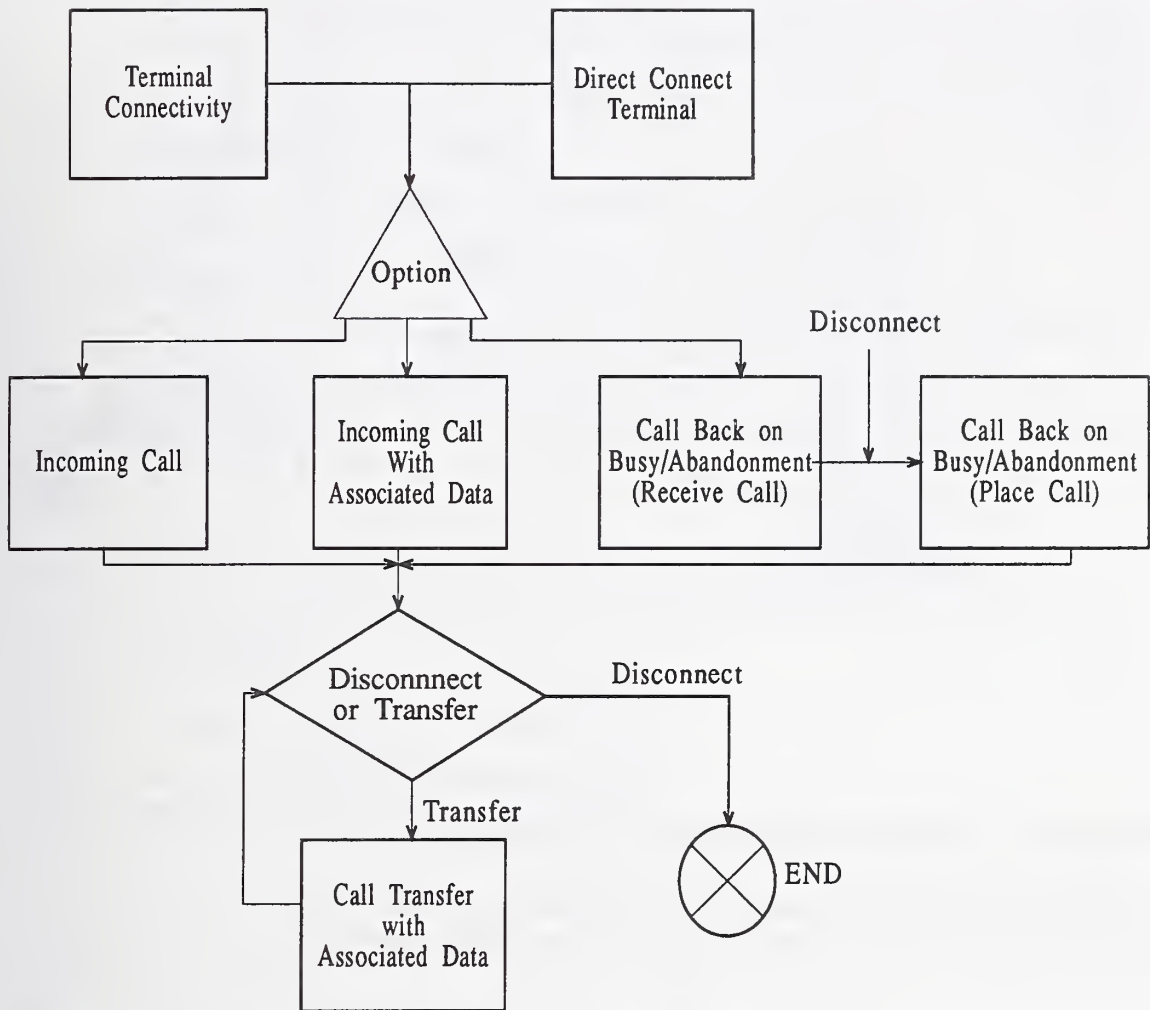 Terminal
Connectivity
Direct Connect
Terminal
Option
Disconnect
Incoming Call
Incoming Call
With
Associated Data
Call Back on
Busy/Abandonment
(Receive Call)
Call Back on
Busy/Abandonment
(Place Call)
Disconnnect
or Transfer
Disconnect
Transfer
Call Transfer
with
Associated Data
END